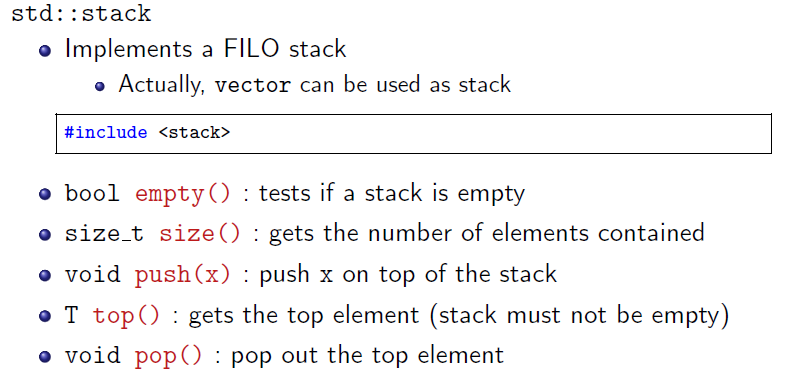 std::stack
Implements a FILO stack
Actually, vector can be used as stack
#include <stack>
bool empty() : tests if a stack is empty
size_t size() : gets the number of elements contained
void push(x) : push x on top of the stack
T top() : gets the top element (stack must not be empty)
void pop() : pop out the top element